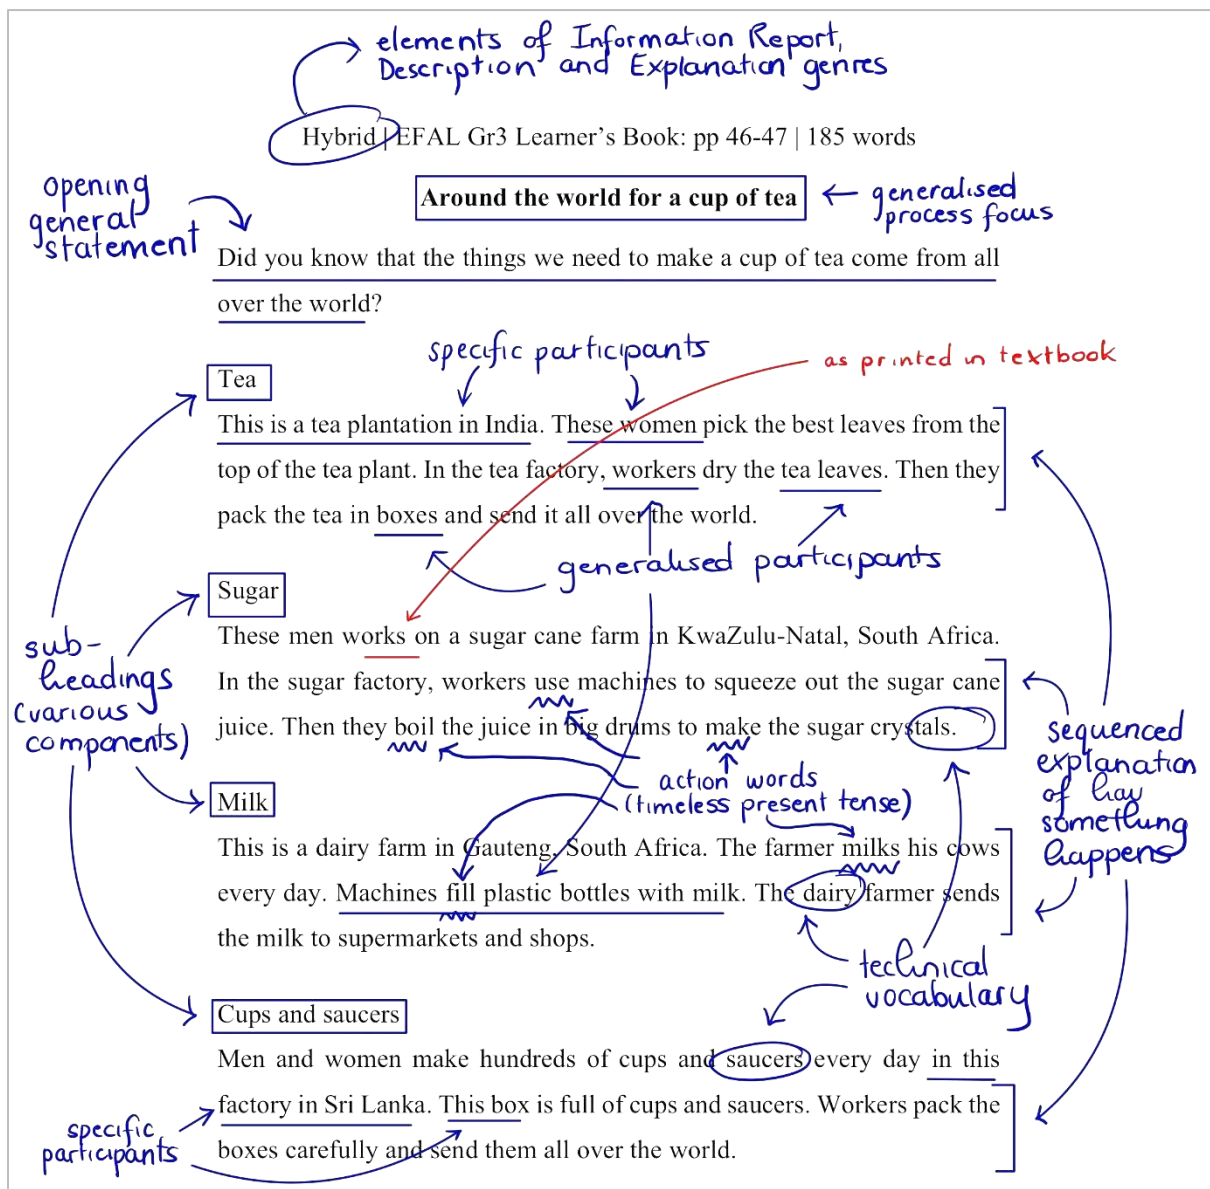 elements of Information Report,
Description and Explanation genres
Hybrid | EFAL Gr3 Learner's Book: pp 46-47 | 185 words
opening
general
statement
Around the world for a cup of tea
generalised
process focus
Did you know that the things we need to make a cup of tea come from all
over the world?
specific participants
as printed in textbook
Tea
This is a tea plantation in India. These women pick the best leaves from the
top of the tea plant. In the tea factory, workers dry the tea leaves. Then they
pack the tea in boxes and send it all over the world.
generalised participants
Sugar
These men works on a sugar cane farm in KwaZulu-Natal, South Africa.
In the sugar factory, workers use machines to squeeze out the sugar cane
juice. Then they boil the juice in big drums to make the sugar crystals.
sub-
headings
(various
components)
action words
(timeless present tense)
sequenced
explanation
of how
something
happens
Milk
This is a dairy farm in Gauteng, South Africa. The farmer milks his cows
every day. Machines fill plastic bottles with milk. The dairy farmer sends
the milk to supermarkets and shops.
technical
vocabulary
Cups and saucers
Men and women make hundreds of cups and saucers every day in this
factory in Sri Lanka. This box is full of cups and saucers. Workers pack the
boxes carefully and send them all over the world.
specific
participants